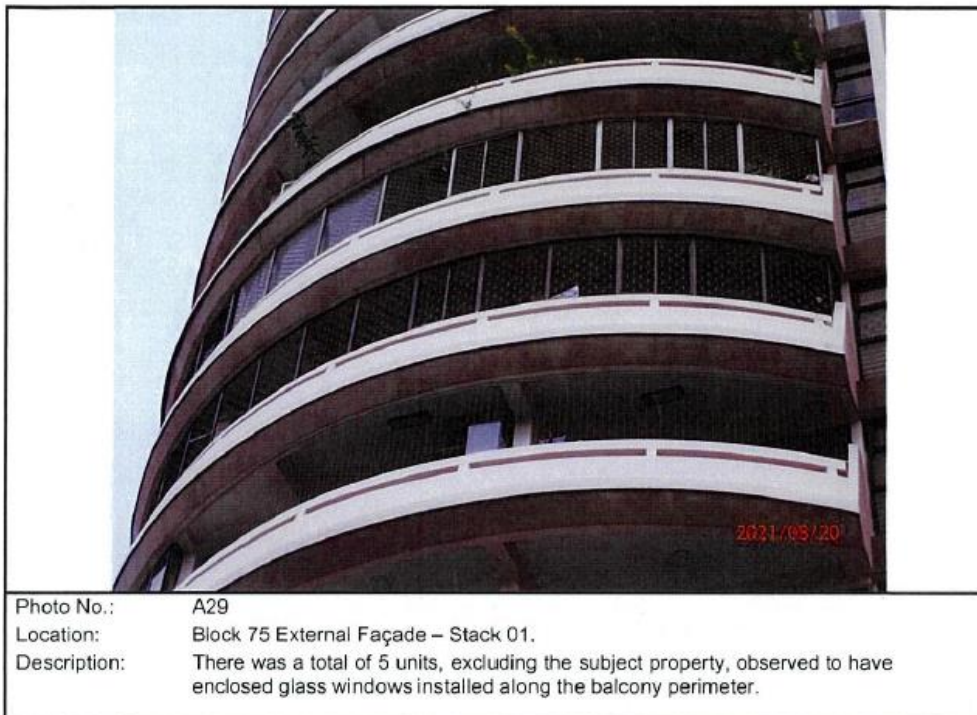 2021/08/20
Photo No.: A29
Location: Block 75 External Façade – Stack 01.
Description: There was a total of 5 units, excluding the subject property, observed to have
enclosed glass windows installed along the balcony perimeter.